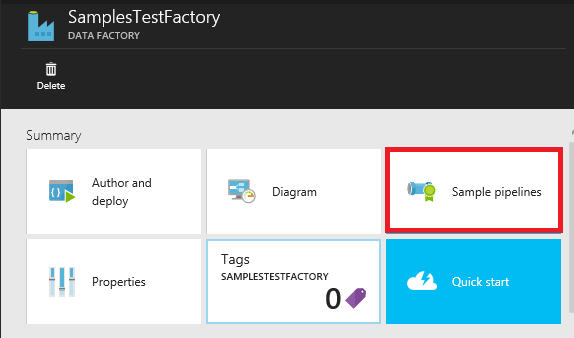 SamplesTestFactory
DATA FACTORY
Delete
Summary
Author and
deploy
Diagram
Sample pipelines
Properties
Tags
SAMPLESTESTFACTORY
0
Quick start